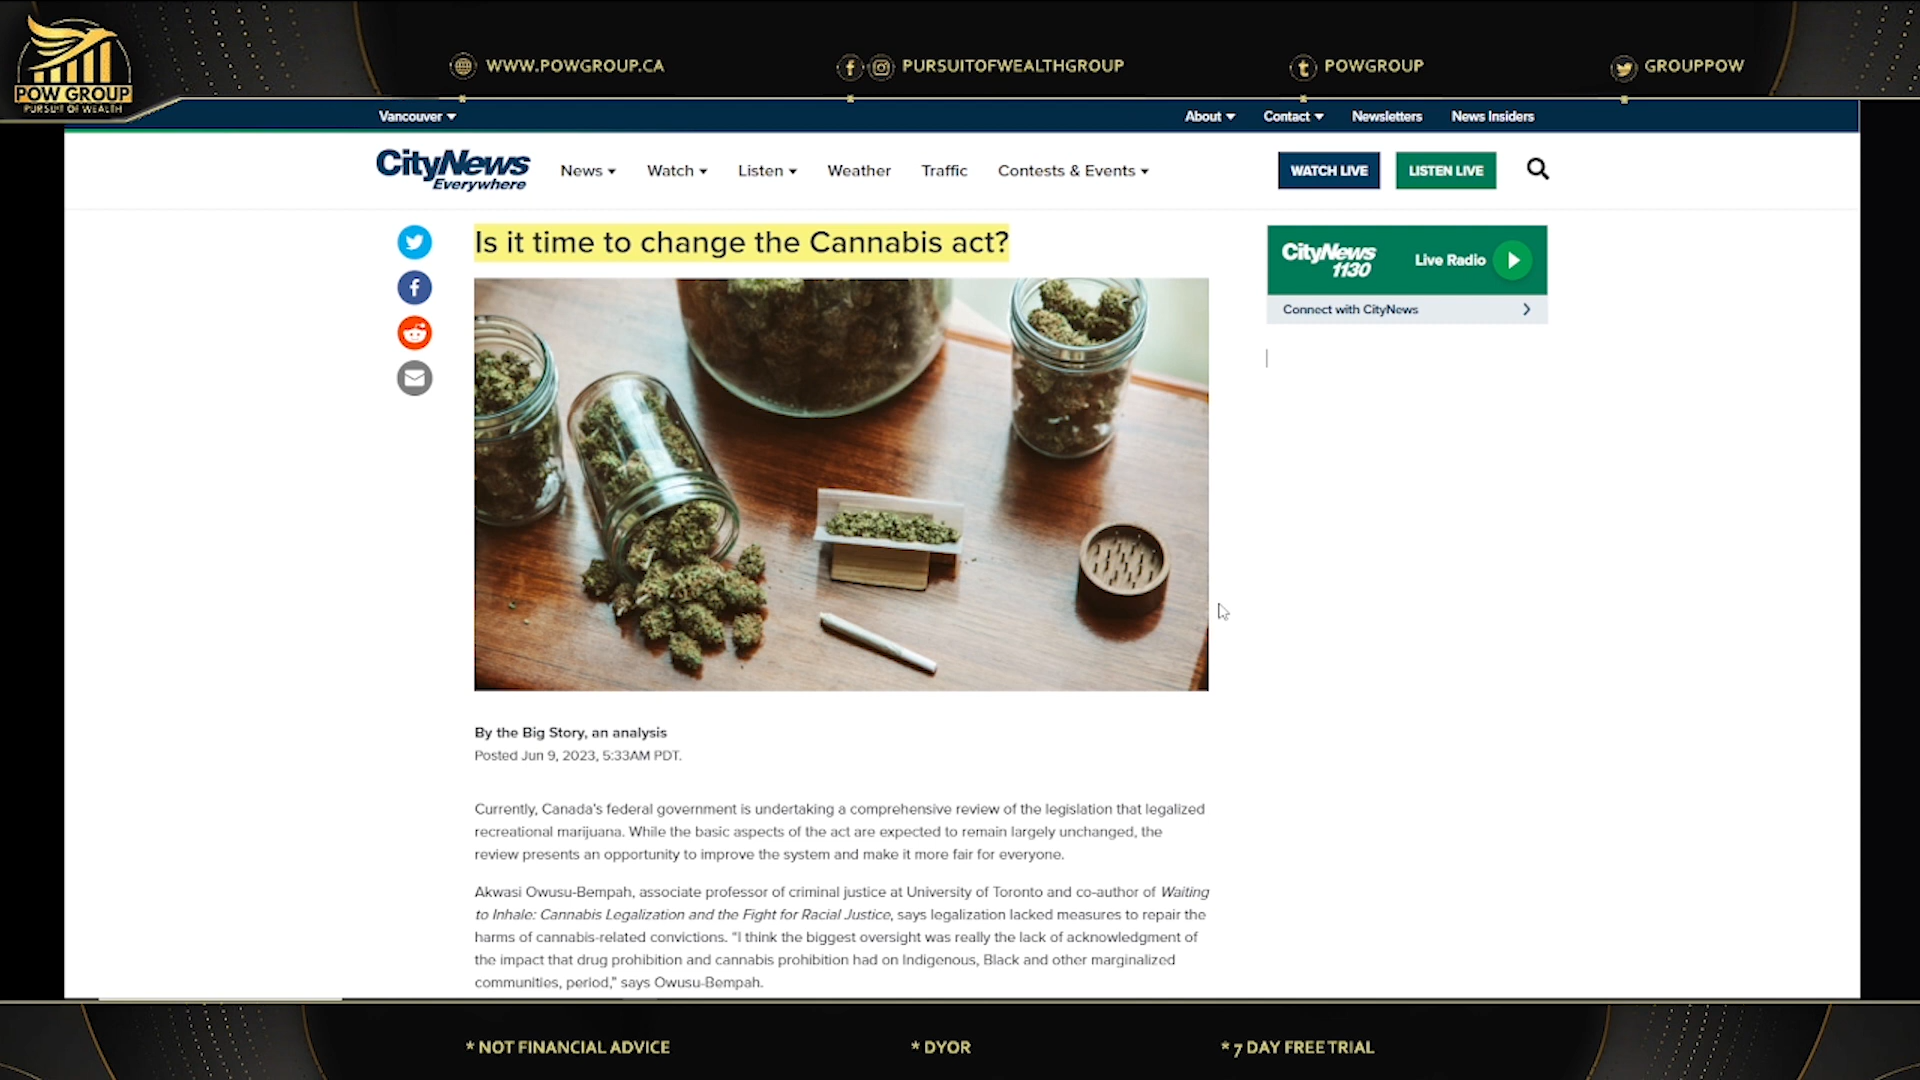 POW GROUP
PURSUIT OF WEALTH
WWW.POWGROUP.CA
PURSUITOFWEALTHGROUP
POWGROUP
GROUPPOW
Vancouver
About
Contact
Newsletters
News Insiders
CityNews
Everywhere
News
Watch
Listen
Weather
Traffic
Contests & Events
WATCH LIVE
LISTEN LIVE
Is it time to change the Cannabis act?
CityNews
1130
Live Radio
Connect with CityNews
By the Big Story, an analysis
Posted Jun 9, 2023, 5:33AM PDT.
Currently, Canada's federal government is undertaking a comprehensive review of the legislation that legalized
recreational marijuana. While the basic aspects of the act are expected to remain largely unchanged, the
review presents an opportunity to improve the system and make it more fair for everyone.
Akwasi Owusu-Bempah, associate professor of criminal justice at University of Toronto and co-author of Waiting
to Inhale: Cannabis Legalization and the Fight for Racial Justice, says legalization lacked measures to repair the
harms of cannabis-related convictions. "I think the biggest oversight was really the lack of acknowledgment of
the impact that drug prohibition and cannabis prohibition had on Indigenous, Black and other marginalized
communities, period," says Owusu-Bempah.
* NOT FINANCIAL ADVICE
* DYOR
* 7 DAY FREE TRIAL